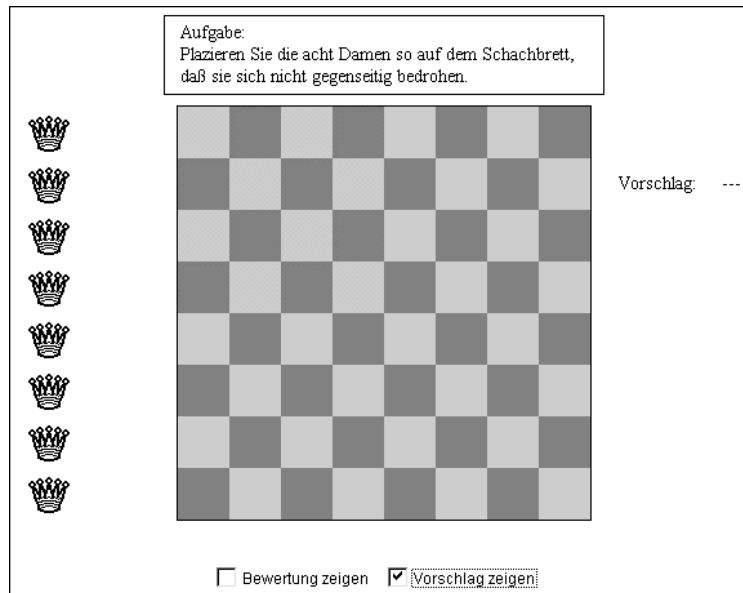 Aufgabe:
Plazieren Sie die acht Damen so auf dem Schachbrett,
daß sie sich nicht gegenseitig bedrohen.
Vorschlag: ---
Bewertung zeigen Vorschlag zeigen